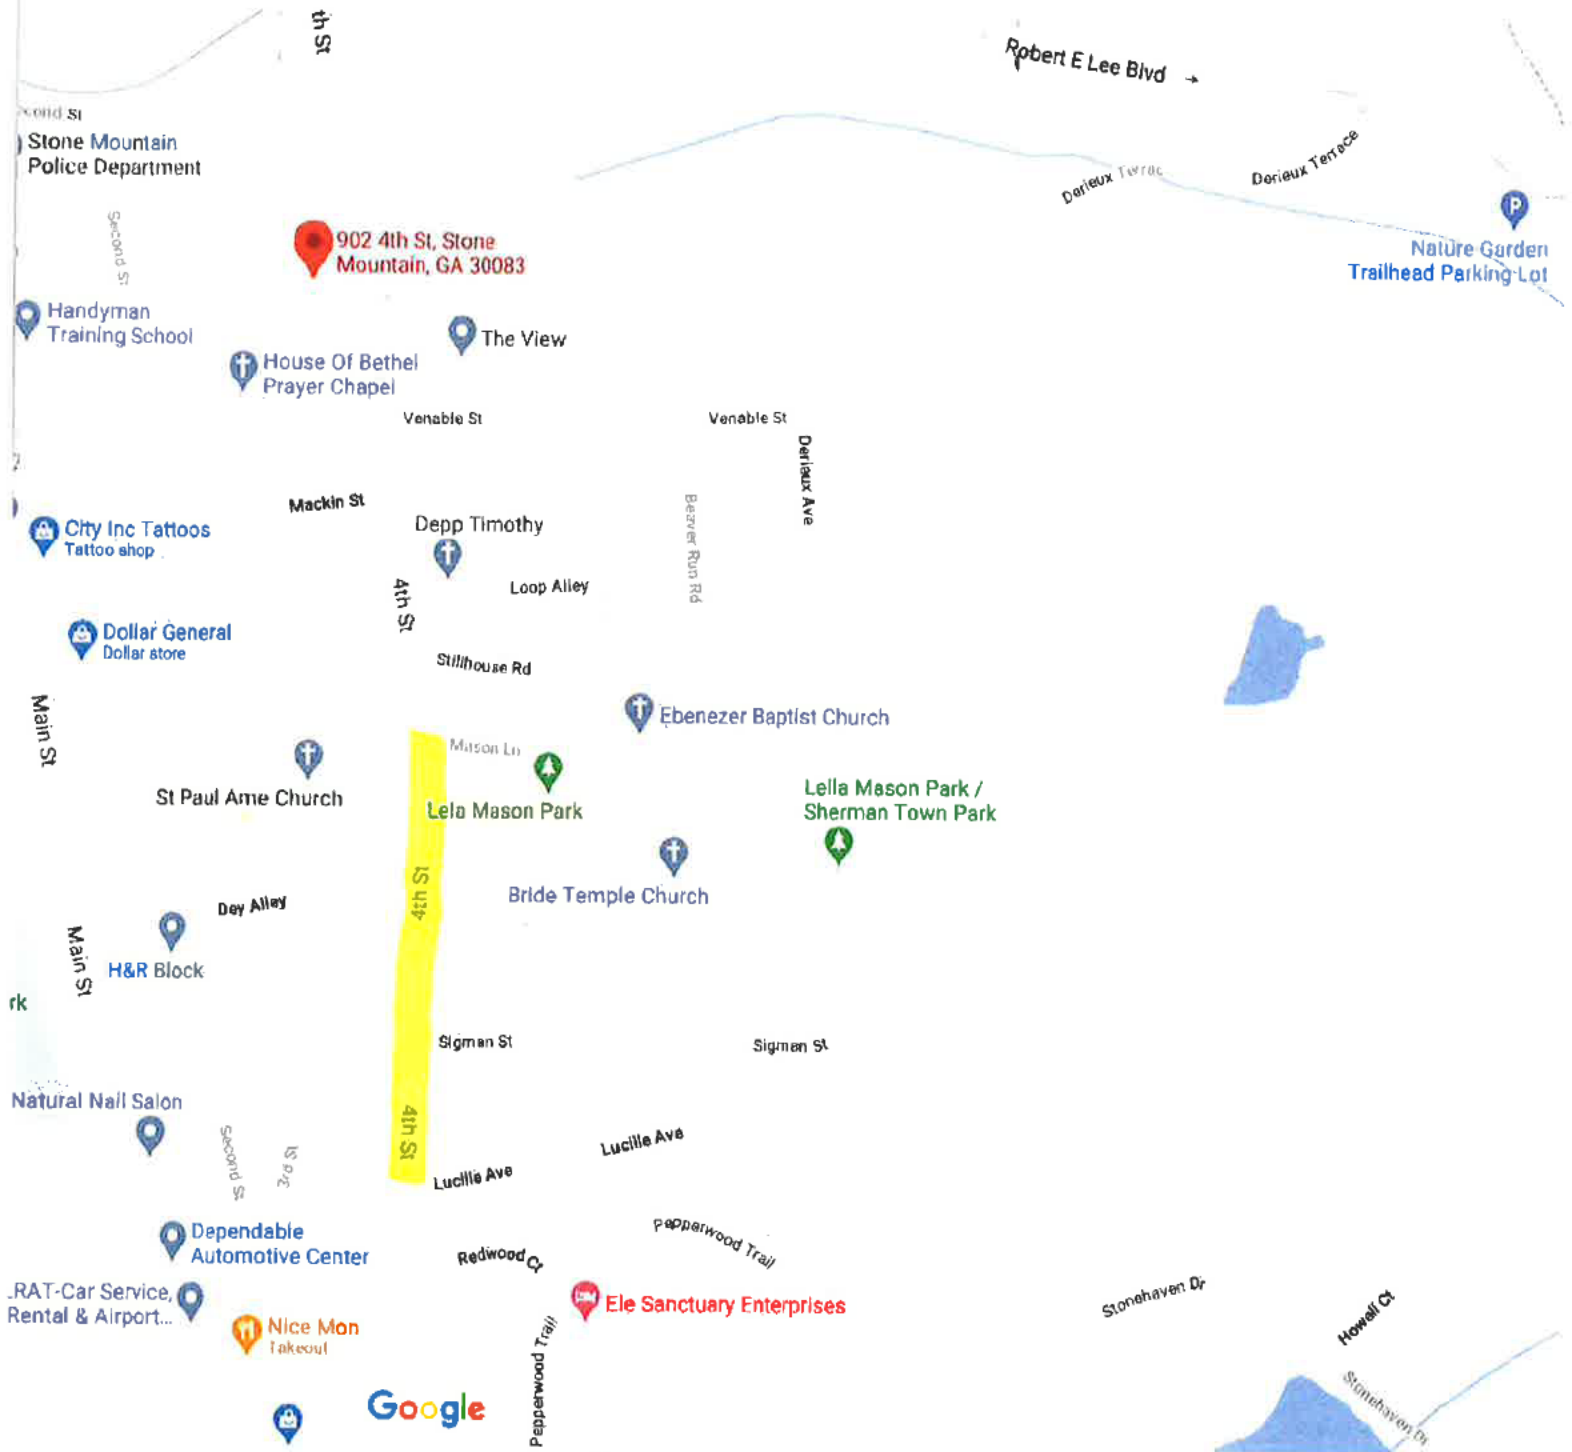 th St
Robert E Lee Blvd →
cond St
Stone Mountain
Police Department
Derieux Terrac
Derieux Terrace
Second St
902 4th St, Stone
Mountain, GA 30083
P
Nature Garden
Trailhead Parking Lot
Handyman
Training School
The View
House Of Bethel
Prayer Chapel
Venable St
Venable St
Derieux Ave
Mackin St
Beaver Run Rd
Depp Timothy
City Inc Tattoos
Tattoo shop
Loop Alley
4th St
Dollar General
Dollar store
Stillhouse Rd
Main St
Ebenezer Baptist Church
Mason Ln
St Paul Ame Church
Lela Mason Park
Lella Mason Park /
Sherman Town Park
4th St
Bride Temple Church
Dey Alley
Main St
H&R Block
rk
Sigman St
Sigman St
Natural Nail Salon
4th St
Second St
3rd St
Lucille Ave
Lucille Ave
Dependable
Automotive Center
Redwood Ct
Pepperwood Trail
.RAT-Car Service,
Rental & Airport...
Ele Sanctuary Enterprises
Stonehaven Dr
Howell Ct
Nice Mon
Takeout
Pepperwood Trail
Stonehaven Dr
Google